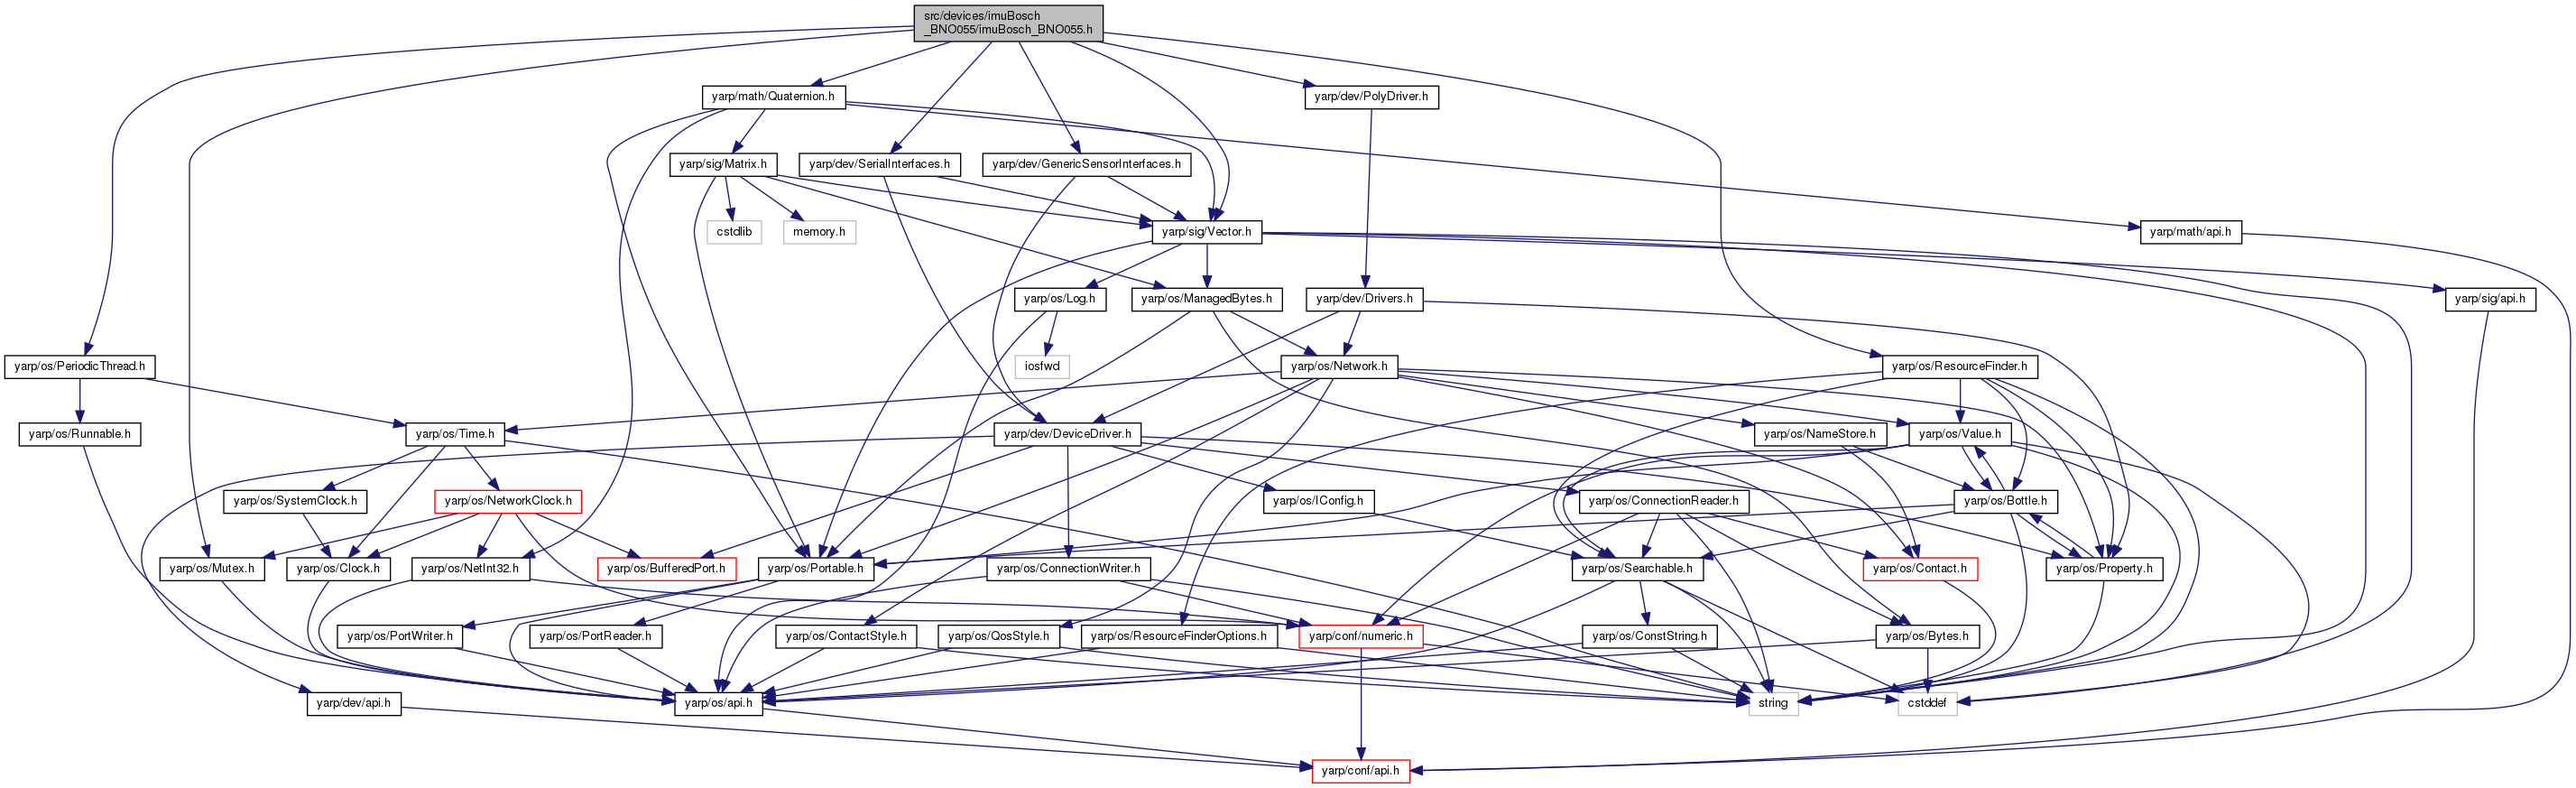 src/devices/imuBosch
_BNO055/imuBosch_BNO055.h
yarp/math/Quaternion.h
yarp/dev/PolyDriver.h
yarp/sig/Matrix.h
yarp/dev/SerialInterfaces.h
yarp/dev/GenericSensorInterfaces.h
cstdlib
memory.h
yarp/sig/Vector.h
yarp/math/api.h
yarp/os/Log.h
yarp/os/ManagedBytes.h
yarp/dev/Drivers.h
yarp/sig/api.h
yarp/os/PeriodicThread.h
iosfwd
yarp/os/Network.h
yarp/os/ResourceFinder.h
yarp/os/Runnable.h
yarp/os/Time.h
yarp/dev/DeviceDriver.h
yarp/os/NameStore.h
yarp/os/Value.h
yarp/os/SystemClock.h
yarp/os/NetworkClock.h
yarp/os/IConfig.h
yarp/os/ConnectionReader.h
yarp/os/Bottle.h
yarp/os/Mutex.h
yarp/os/Clock.h
yarp/os/NetInt32.h
yarp/os/BufferedPort.h
yarp/os/Portable.h
yarp/os/ConnectionWriter.h
yarp/os/Searchable.h
yarp/os/Contact.h
yarp/os/Property.h
yarp/os/PortWriter.h
yarp/os/PortReader.h
yarp/os/ContactStyle.h
yarp/os/QosStyle.h
yarp/os/ResourceFinderOptions.h
yarp/conf/numeric.h
yarp/os/ConstString.h
yarp/os/Bytes.h
yarp/dev/api.h
yarp/os/api.h
string
cstddef
yarp/conf/api.h